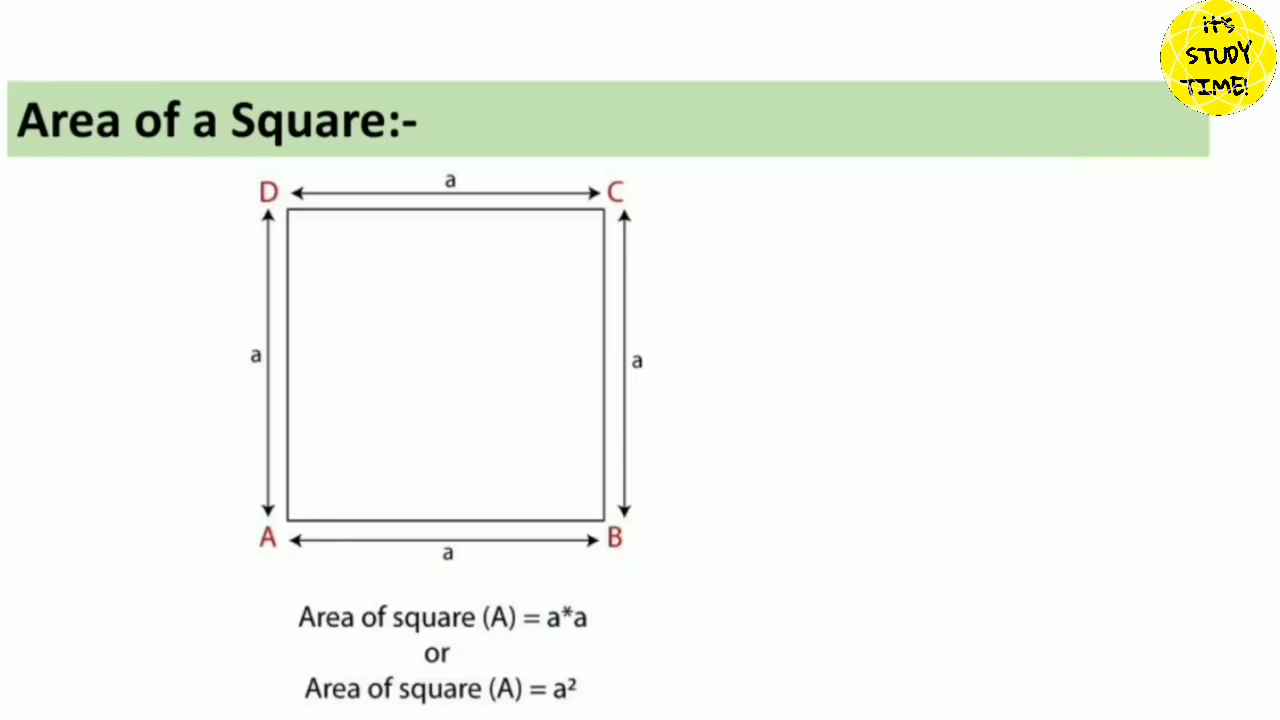 it's
STUDY
TIME!
Area of a Square:-
a
D
C
a
a
A
B
a
Area of square (A) = a*a
or
Area of square (A) = a²